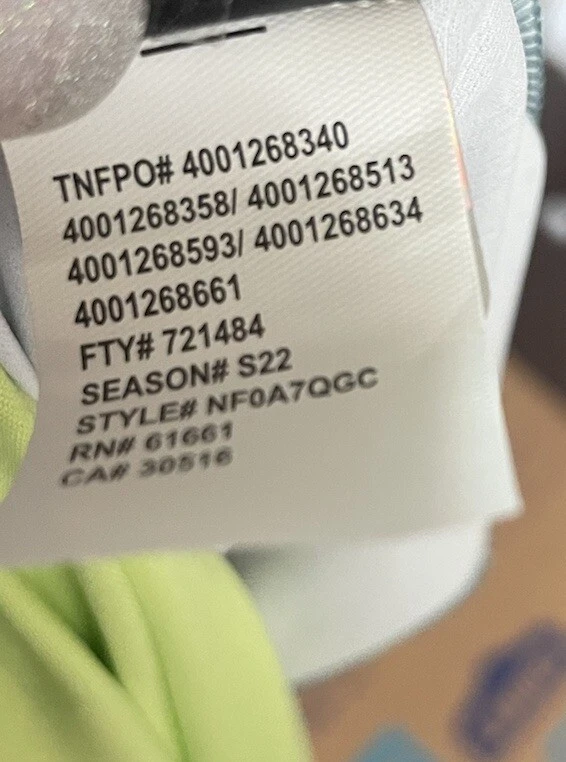 TNFPO# 4001268340
4001268358/ 4001268513
4001268593/ 4001268634
4001268661
FTY# 721484
SEASON# S22
STYLE# NF0A7QGC
RN# 61661
CA# 30516